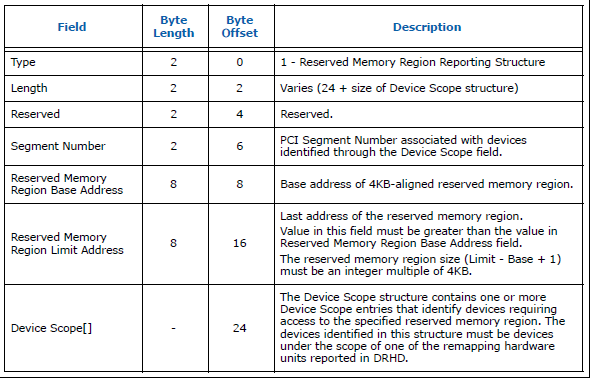 Field Byte Length Byte Offset Description
Type 2 0 1 - Reserved Memory Region Reporting Structure
Length 2 2 Varies (24 + size of Device Scope structure)
Reserved 2 4 Reserved.
Segment Number 2 6 PCI Segment Number associated with devices
identified through the Device Scope field.
Reserved Memory
Region Base Address 8 8 Base address of 4KB-aligned reserved memory region.
Reserved Memory
Region Limit Address 8 16 Last address of the reserved memory region.
Value in this field must be greater than the value in
Reserved Memory Region Base Address field.
The reserved memory region size (Limit - Base + 1)
must be an integer multiple of 4KB.
Device Scope[] - 24 The Device Scope structure contains one or more
Device Scope entries that identify devices requiring
access to the specified reserved memory region. The
devices identified in this structure must be devices
under the scope of one of the remapping hardware
units reported in DRHD.